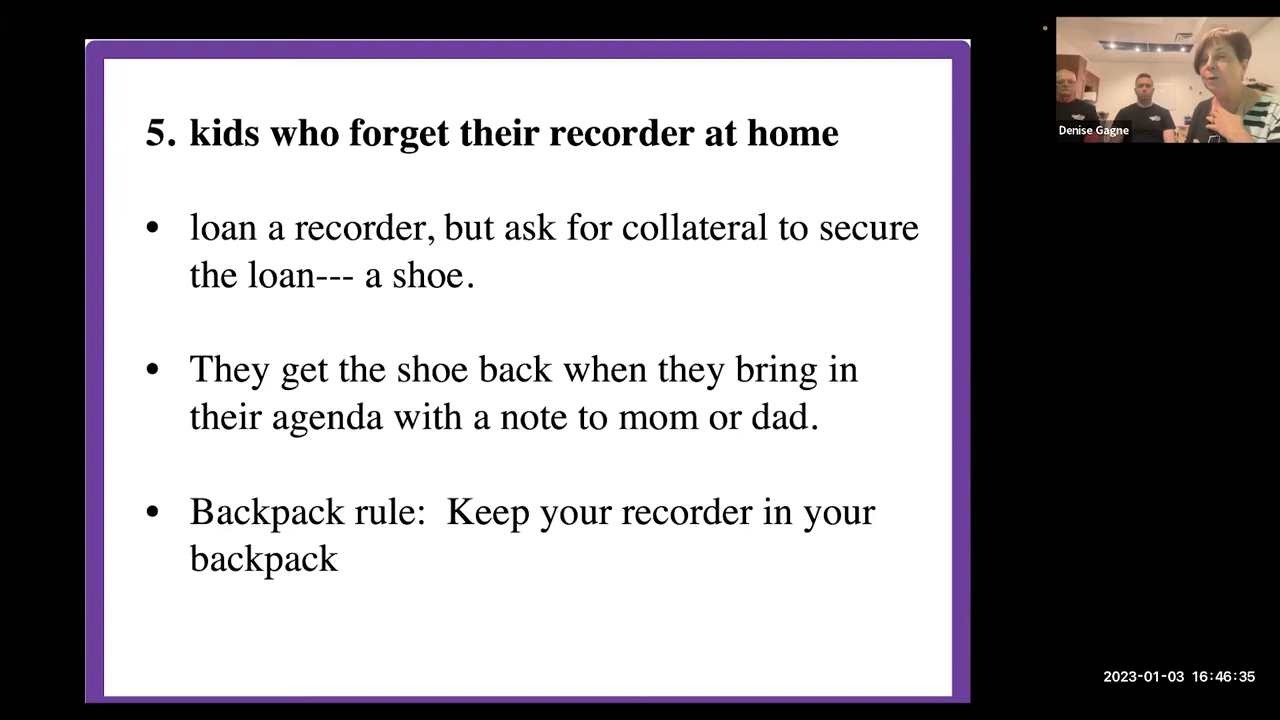 5. kids who forget their recorder at home
• loan a recorder, but ask for collateral to secure
the loan--- a shoe.
• They get the shoe back when they bring in
their agenda with a note to mom or dad.
• Backpack rule:  Keep your recorder in your
backpack
Denise Gagne
2023-01-03 16:46:35